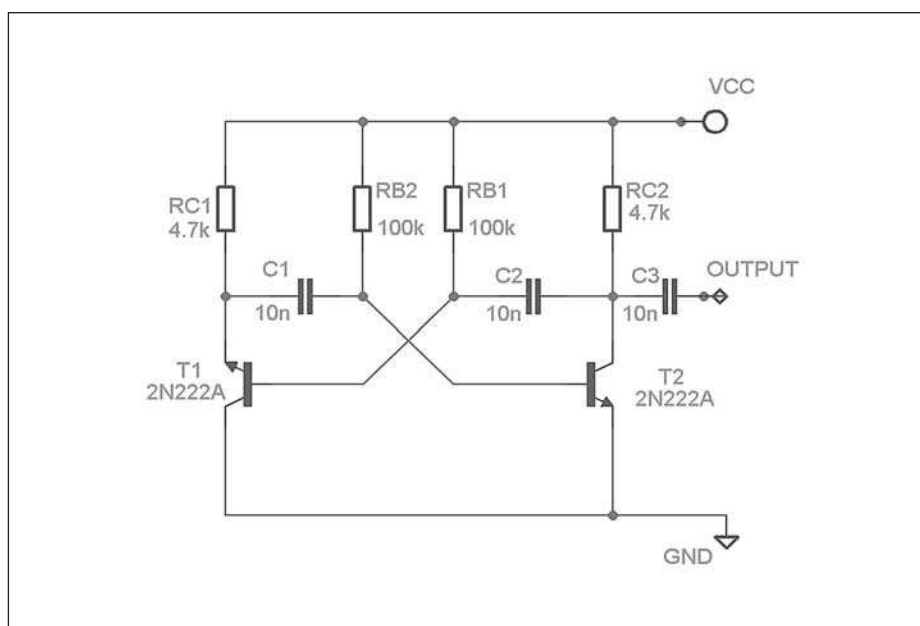 VCC
RC1
4.7k
RB2
100k
RB1
100k
RC2
4.7k
C1
10n
C2
10n
C3
10n
OUTPUT
T1
2N222A
T2
2N222A
GND